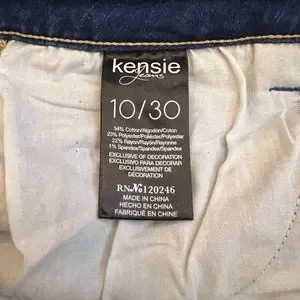 kensie
jeans
10/30
54% Cotton/Algodon/Coton
23% Polyester/Poliéster/Polyester
22% Rayon/Rayón/Rayonne
1% Spandex/Spandex/Spandex
EXCLUSIVE OF DECORATION
EXCLUSIVO PARA DECORAR
EXCLUSIVEMENT DE
DÉCORATION
RN№120246
MADE IN CHINA
HECHO EN CHINA
FABRIQUÉ EN CHINE